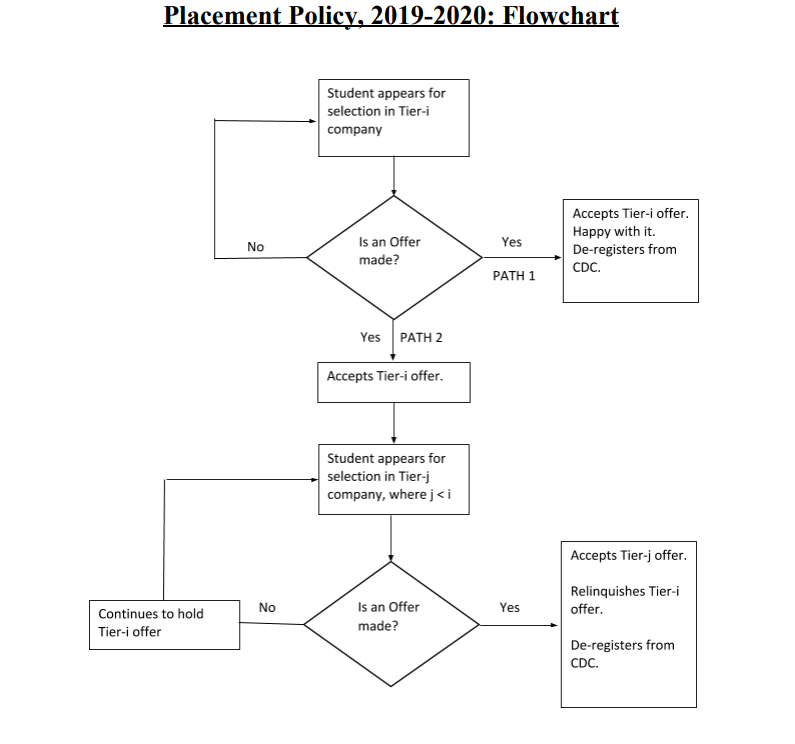 Placement Policy, 2019-2020: Flowchart
Student appears for
selection in Tier-i
company
Is an Offer
made?
No
Yes
PATH 1
Accepts Tier-i offer.
Happy with it.
De-registers from
CDC.
Yes
PATH 2
Accepts Tier-i offer.
Student appears for
selection in Tier-j
company, where j < i
Is an Offer
made?
No
Continues to hold
Tier-i offer
Yes
Accepts Tier-j offer.
Relinquishes Tier-i
offer.
De-registers from
CDC.